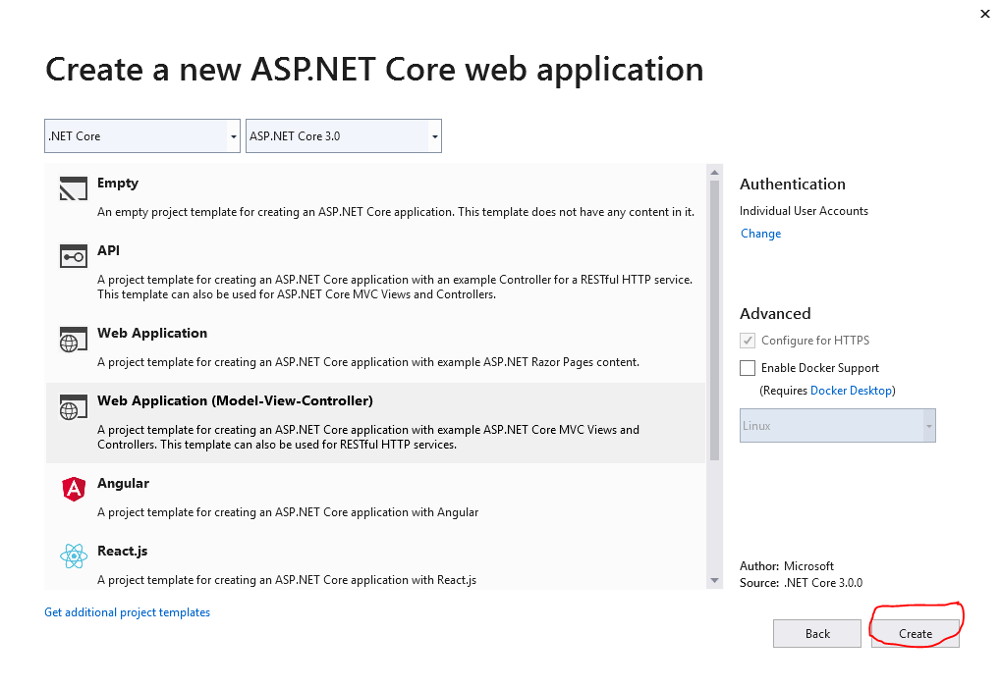 Create a new ASP.NET Core web application
.NET Core
ASP.NET Core 3.0
Empty
An empty project template for creating an ASP.NET Core application. This template does not have any content in it.
API
A project template for creating an ASP.NET Core application with an example Controller for a RESTful HTTP service.
This template can also be used for ASP.NET Core MVC Views and Controllers.
Web Application
A project template for creating an ASP.NET Core application with example ASP.NET Razor Pages content.
Web Application (Model-View-Controller)
A project template for creating an ASP.NET Core application with example ASP.NET Core MVC Views and
Controllers. This template can also be used for RESTful HTTP services.
Angular
A project template for creating an ASP.NET Core application with Angular
React.js
A project template for creating an ASP.NET Core application with React.js
Get additional project templates
Authentication
Individual User Accounts
Change
Advanced
Configure for HTTPS
Enable Docker Support
(Requires Docker Desktop)
Linux
Author: Microsoft
Source: .NET Core 3.0.0
Back
Create